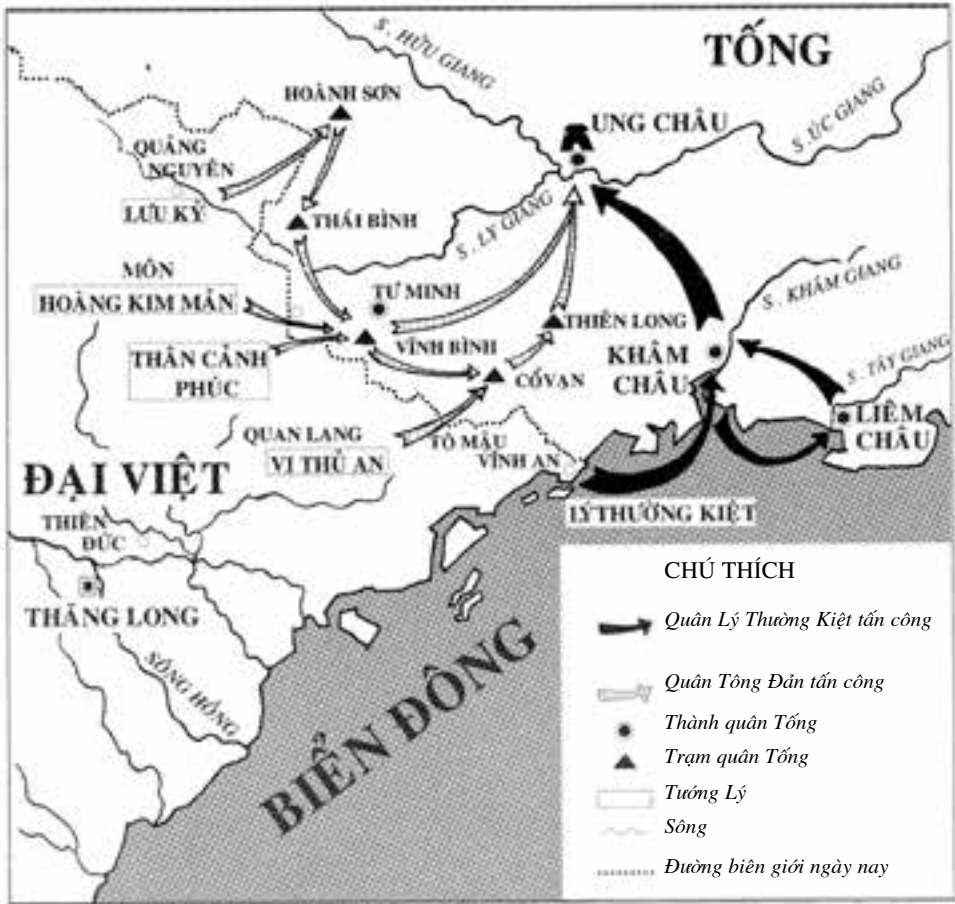 TỐNG
S. HỮU GIANG
HOÀNH SƠN
UNG CHÂU
S. ÚC GIANG
QUẢNG
NGUYÊN
LƯU KỶ
THÁI BÌNH
S. LY GIANG
MÔN
HOÀNG KIM MẪN
TƯ MINH
S. KHÂM GIANG
THIÊN LONG
THÂN CẢNH
PHÚC
VĨNH BÌNH
KHÂM
CHÂU
S. TÂY GIANG
CỔ VẠN
LIÊM
CHÂU
QUAN LANG
VI THỦ AN
TÔ MẬU
VĨNH AN
ĐẠI VIỆT
LÝ THƯỜNG KIỆT
THIÊN
ĐỨC
THĂNG LONG
SÔNG HỒNG
BIỂN ĐÔNG
CHÚ THÍCH
Quân Lý Thường Kiệt tấn công
Quân Tông Đản tấn công
Thành quân Tống
Trạm quân Tống
Tướng Lý
Sông
Đường biên giới ngày nay